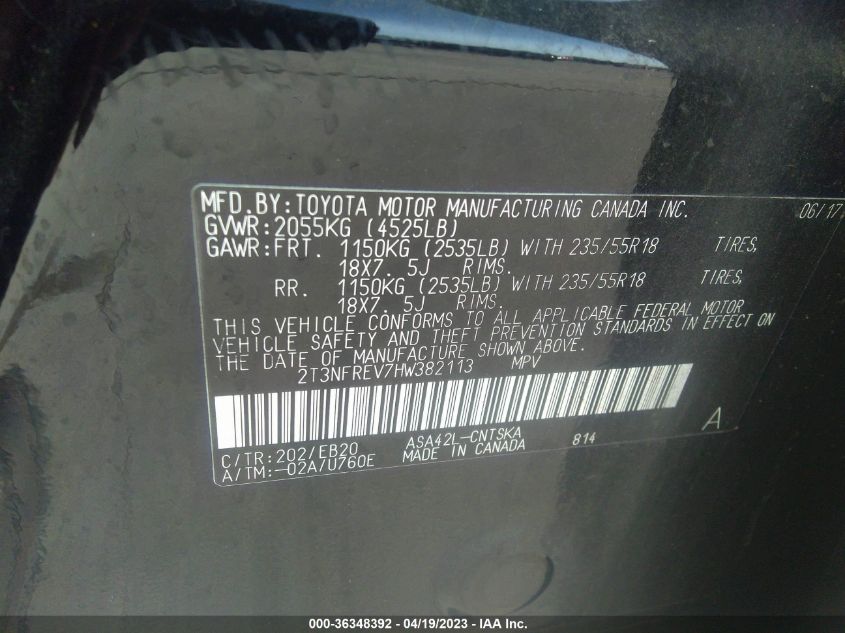 MFD.BY:TOYOTA MOTOR MANUFACTURING CANADA INC. 06/17
GVWR:2055KG (4525LB)
GAWR:FRT. 1150KG (2535LB) WITH 235/55R18 TIRES,
18X7. 5J RIMS.
RR. 1150KG (2535LB) WITH 235/55R18 TIRES,
18X7. 5J RIMS.
THIS VEHICLE CONFORMS TO ALL APPLICABLE FEDERAL MOTOR
VEHICLE SAFETY AND THEFT PREVENTION STANDARDS IN EFFECT ON
THE DATE OF MANUFACTURE SHOWN ABOVE.
2T3NFREV7HW382113 MPV
A
C/TR:202/EB20 ASA42L-CNTSKA 814
A/TM:-02A/U760E MADE IN CANADA
000-36348392 - 04/19/2023 - IAA Inc.